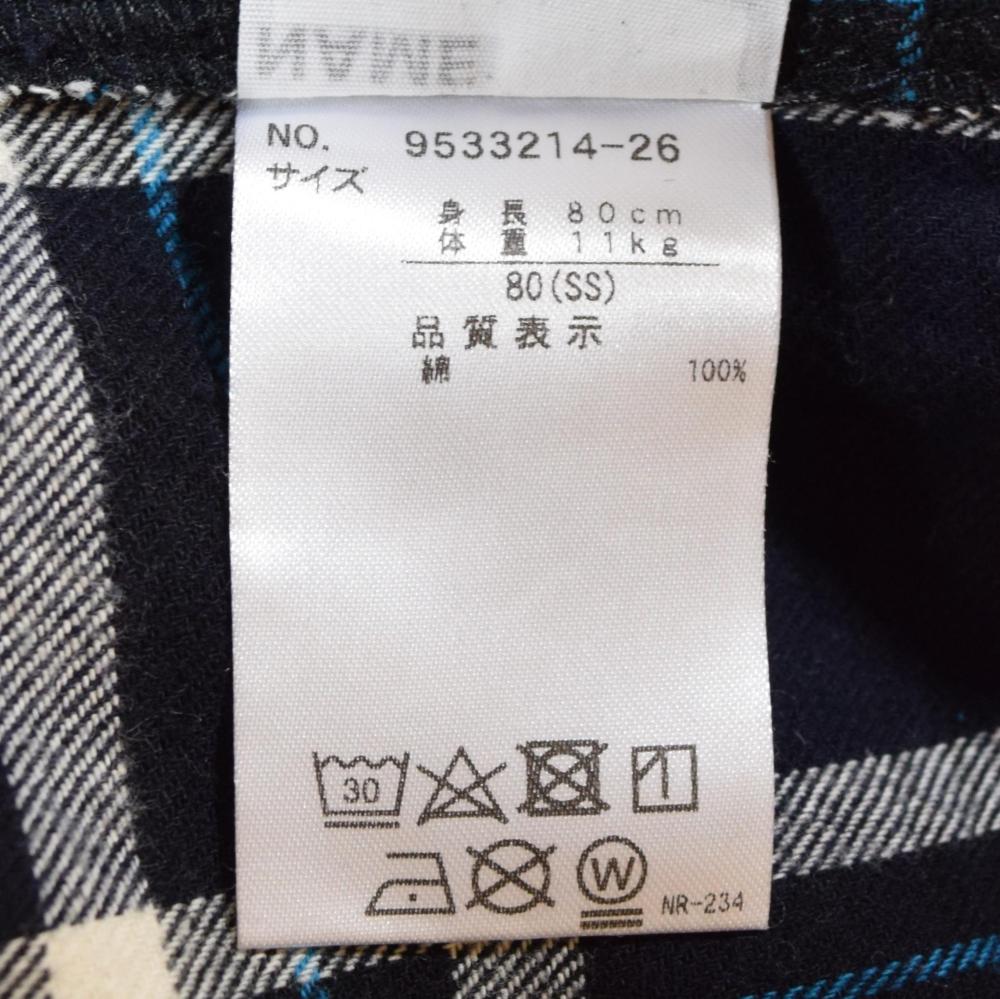 NAME
NO. 9533214-26
サイズ
身長 80cm
体重 11kg
80(SS)
品質表示
綿 100%
30
W
NR-234